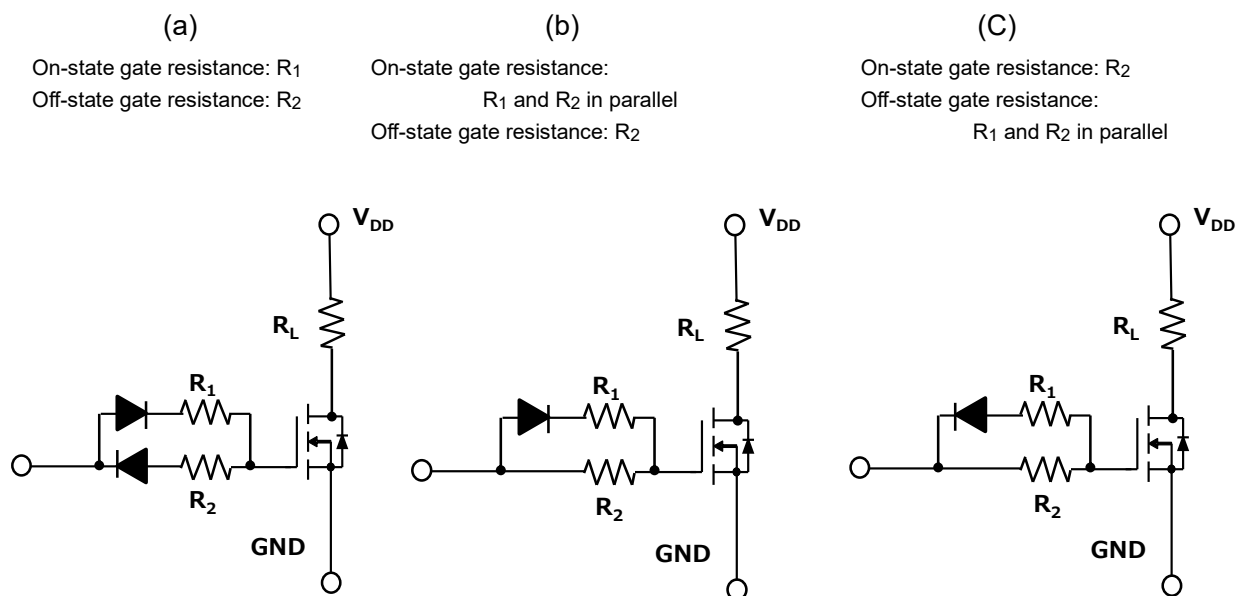 (a)
On-state gate resistance: R1
Off-state gate resistance: R2
VDD
RL
R1
R2
GND
(b)
On-state gate resistance:
R1 and R2 in parallel
Off-state gate resistance: R2
VDD
RL
R1
R2
GND
(C)
On-state gate resistance: R2
Off-state gate resistance:
R1 and R2 in parallel
VDD
RL
R1
R2
GND